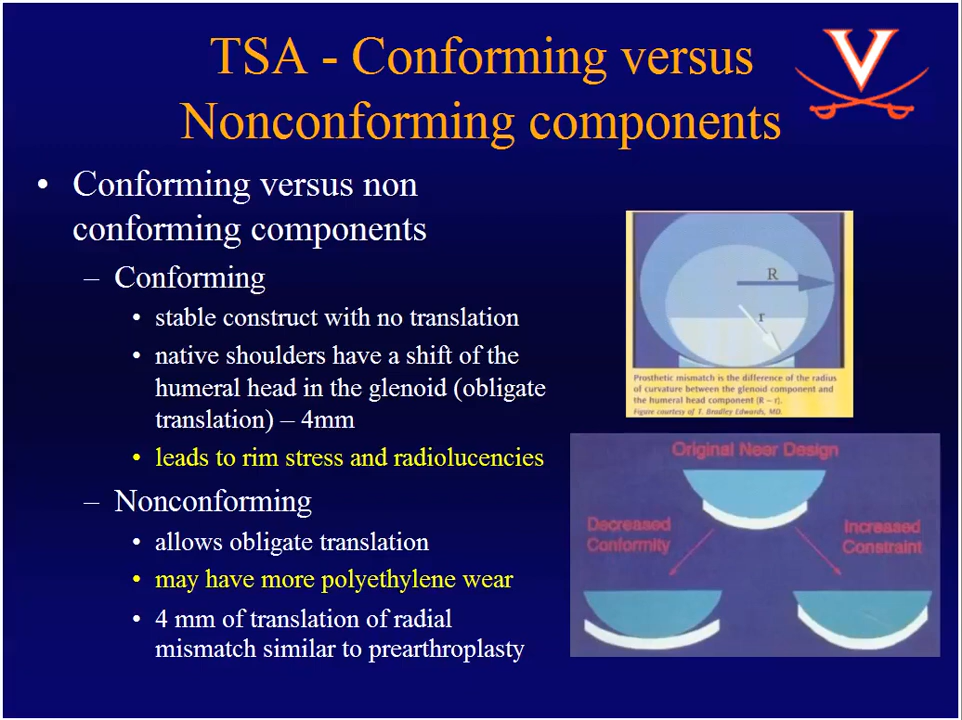 TSA - Conforming versus
Nonconforming components
• Conforming versus non
conforming components
– Conforming
• stable construct with no translation
• native shoulders have a shift of the
humeral head in the glenoid (obligate
translation) – 4mm
• leads to rim stress and radiolucencies
– Nonconforming
• allows obligate translation
• may have more polyethylene wear
• 4 mm of translation of radial
mismatch similar to prearthroplasty
R
r
Prosthetic mismatch is the difference of the radius
of curvature between the glenoid component and
the humeral head component (R – r).
Figure courtesy of T. Bradley Edwards, MD.
Original Neer Design
Decreased
Conformity
Increased
Constraint
V